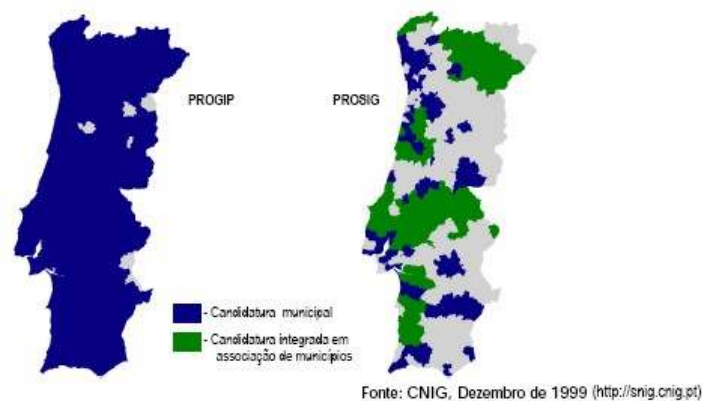 PROGIP
PROSIG
- Candidatura municipal
- Candidatura integrada em
associação de municípios
Fonte: CNIG, Dezembro de 1999 (http://snig.cnig.pt)